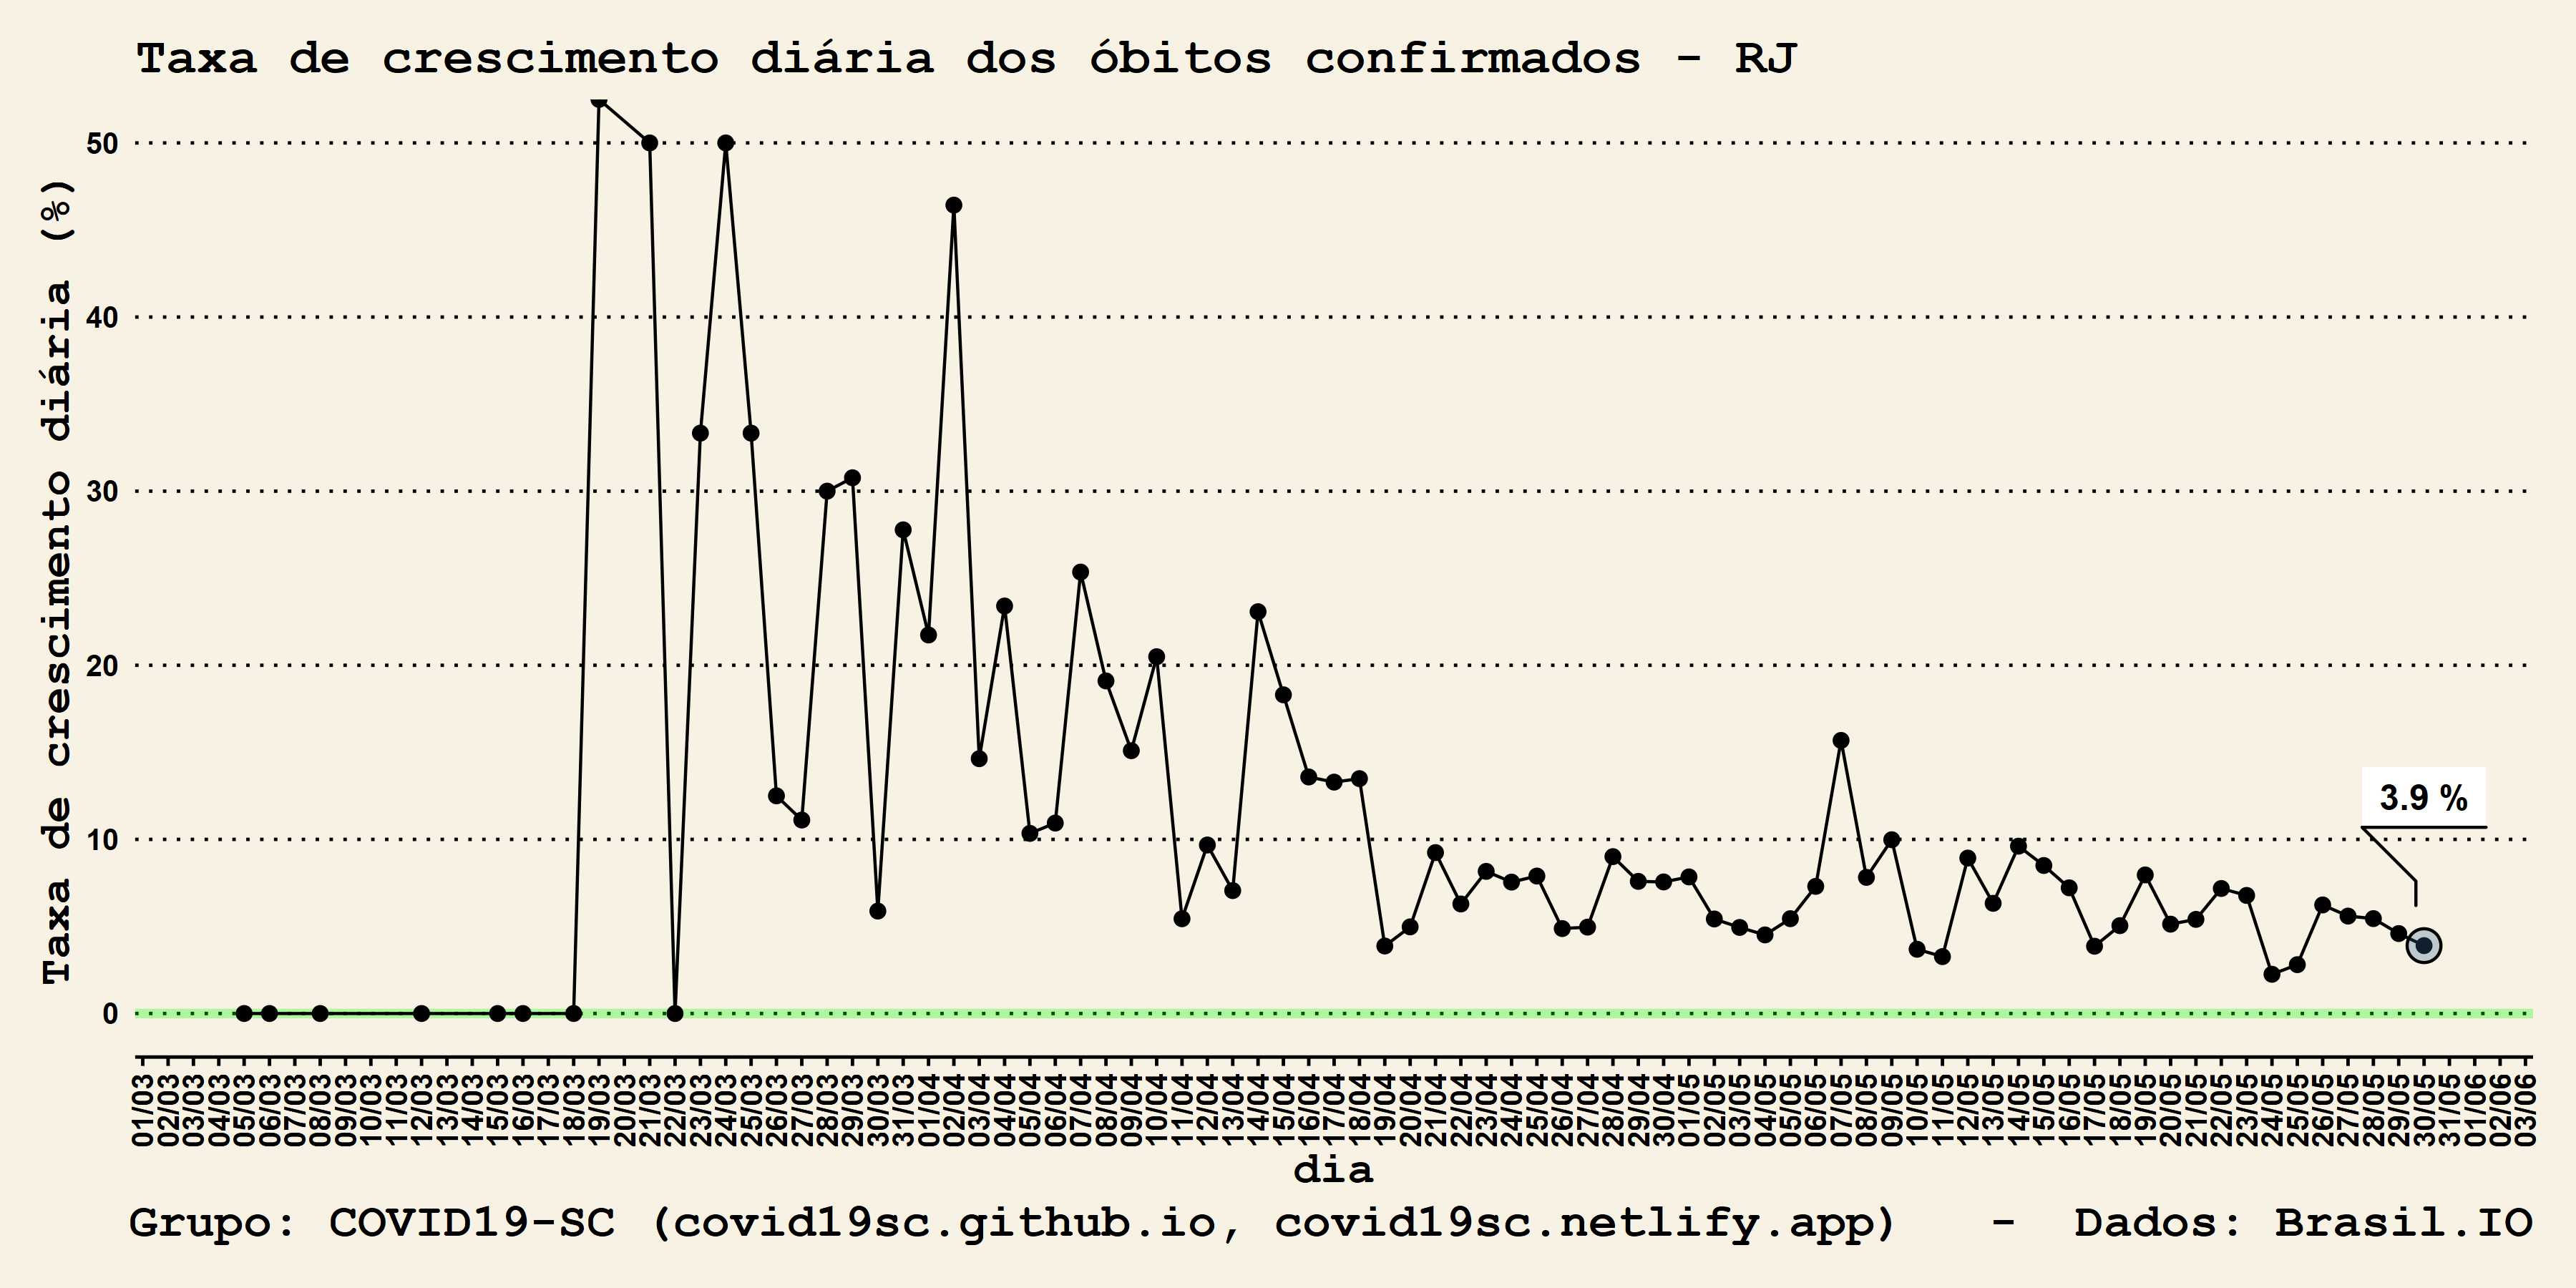 Taxa de crescimento diária dos óbitos confirmados - RJ
Taxa de crescimento diária (%)
50
40
30
20
10
0
3.9 %
01/03 02/03 03/03 04/03 05/03 06/03 07/03 08/03 09/03 10/03 11/03 12/03 13/03 14/03 15/03 16/03 17/03 18/03 19/03 20/03 21/03 22/03 23/03 24/03 25/03 26/03 27/03 28/03 29/03 30/03 31/03 01/04 02/04 03/04 04/04 05/04 06/04 07/04 08/04 09/04 10/04 11/04 12/04 13/04 14/04 15/04 16/04 17/04 18/04 19/04 20/04 21/04 22/04 23/04 24/04 25/04 26/04 27/04 28/04 29/04 30/04 01/05 02/05 03/05 04/05 05/05 06/05 07/05 08/05 09/05 10/05 11/05 12/05 13/05 14/05 15/05 16/05 17/05 18/05 19/05 20/05 21/05 22/05 23/05 24/05 25/05 26/05 27/05 28/05 29/05 30/05 31/05 01/06 02/06 03/06
dia
Grupo: COVID19-SC (covid19sc.github.io, covid19sc.netlify.app) - Dados: Brasil.IO